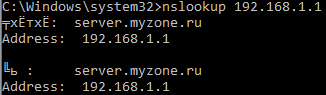 C:\Windows\system32>nslookup 192.168.1.1
╤хЁтхЁ:  server.myzone.ru
Address:  192.168.1.1
╚ь :     server.myzone.ru
Address:  192.168.1.1